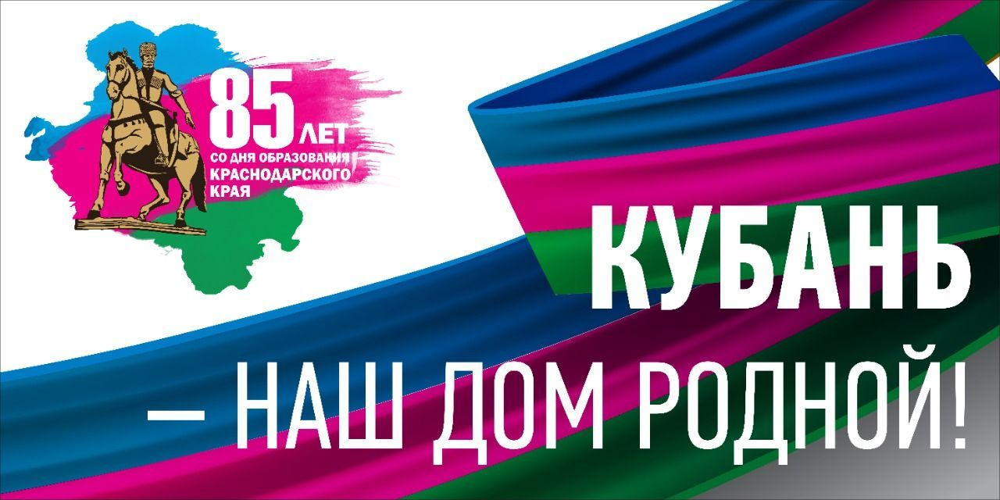 85 ЛЕТ
СО ДНЯ ОБРАЗОВАНИЯ
КРАСНОДАРСКОГО
КРАЯ
КУБАНЬ
– НАШ ДОМ РОДНОЙ!